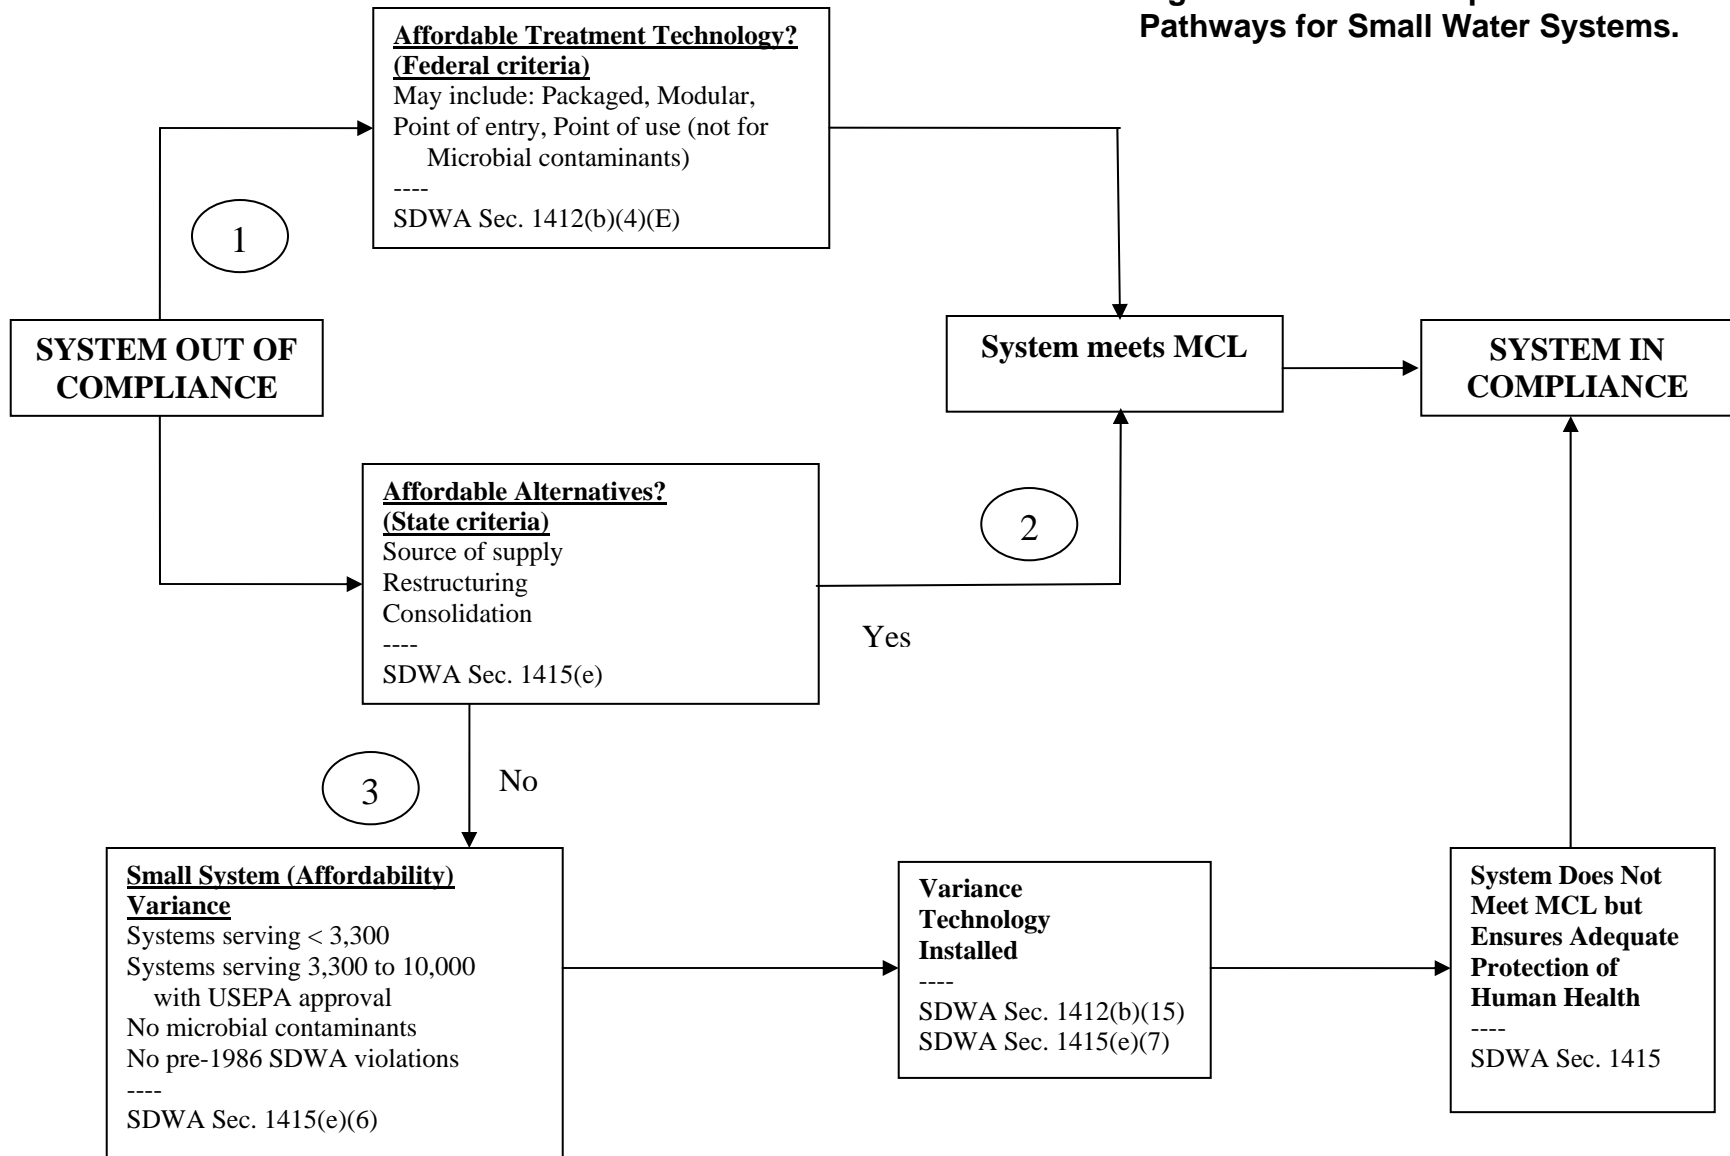 Pathways for Small Water Systems.
Affordable Treatment Technology?
(Federal criteria)
May include: Packaged, Modular,
Point of entry, Point of use (not for
Microbial contaminants)
----
SDWA Sec. 1412(b)(4)(E)
1
SYSTEM OUT OF
COMPLIANCE
System meets MCL
SYSTEM IN
COMPLIANCE
Affordable Alternatives?
(State criteria)
Source of supply
Restructuring
Consolidation
----
SDWA Sec. 1415(e)
2
Yes
3
No
Small System (Affordability)
Variance
Systems serving < 3,300
Systems serving 3,300 to 10,000
with USEPA approval
No microbial contaminants
No pre-1986 SDWA violations
----
SDWA Sec. 1415(e)(6)
Variance
Technology
Installed
----
SDWA Sec. 1412(b)(15)
SDWA Sec. 1415(e)(7)
System Does Not
Meet MCL but
Ensures Adequate
Protection of
Human Health
----
SDWA Sec. 1415